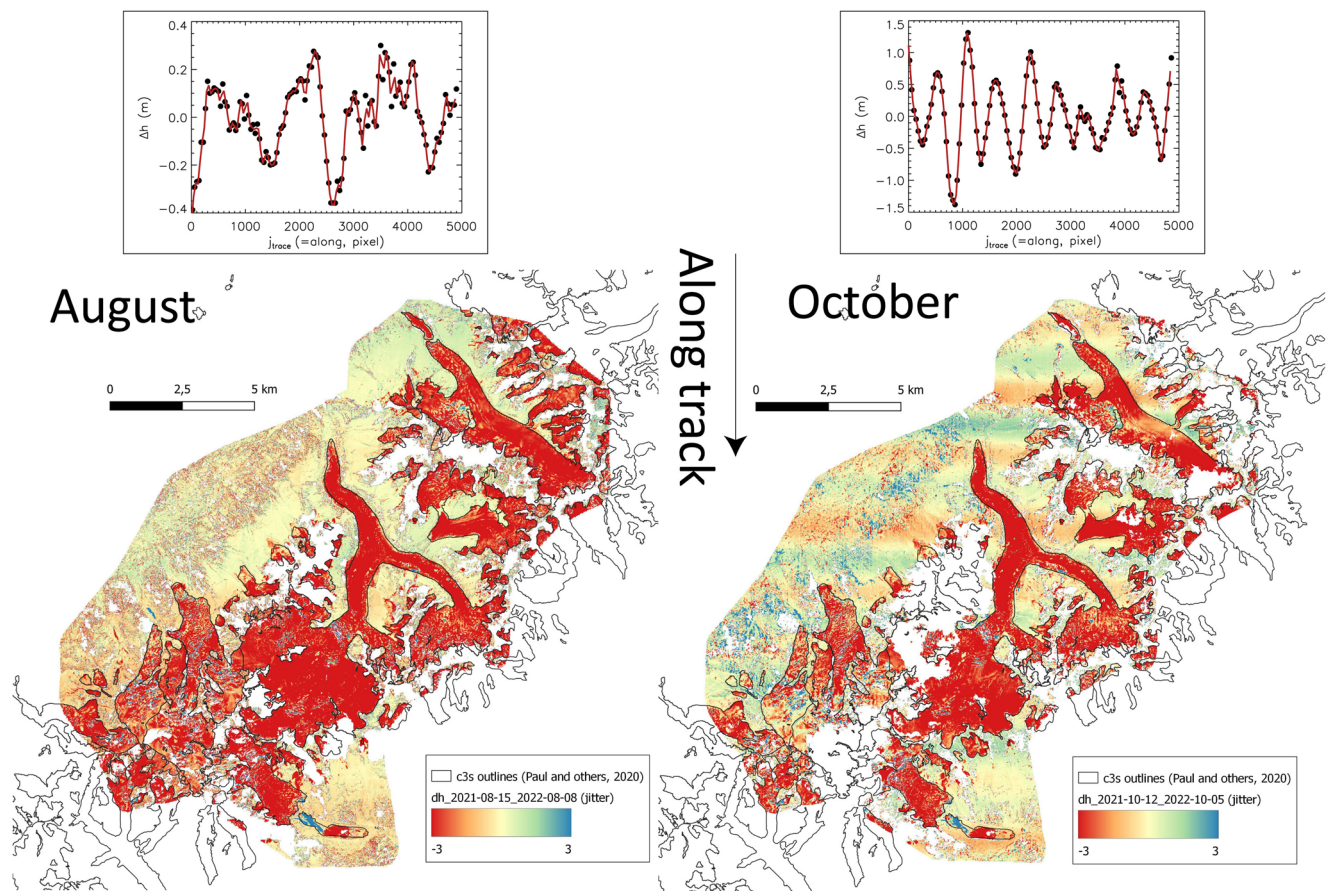 0.4
0.2
0.0
−0.2
−0.4
Δh (m)
0 1000 2000 3000 4000 5000
jtrace (=along, pixel)
1.5
1.0
0.5
0.0
−0.5
−1.0
−1.5
Δh (m)
0 1000 2000 3000 4000 5000
jtrace (=along, pixel)
August
0 2,5 5 km
Along track
October
0 2,5 5 km
c3s outlines (Paul and others, 2020)
dh_2021-08-15_2022-08-08 (jitter)
-3 3
c3s outlines (Paul and others, 2020)
dh_2021-10-12_2022-10-05 (jitter)
-3 3